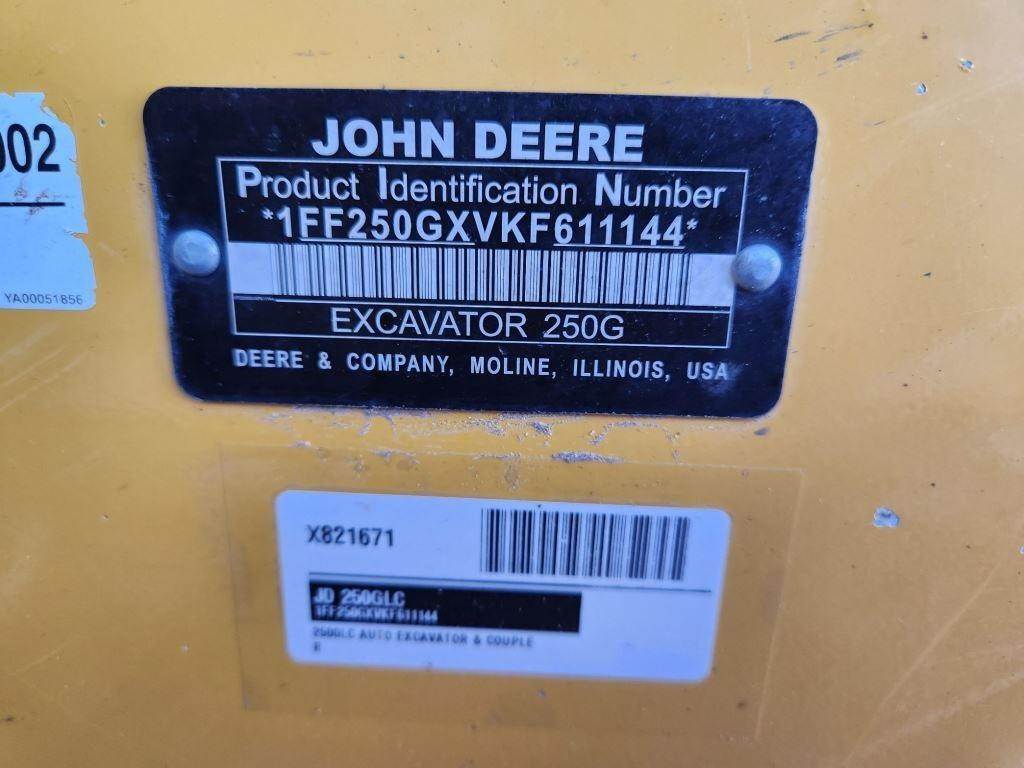 002
YA00051856
JOHN DEERE
Product Identification Number
*1FF250GXVKF611144*
EXCAVATOR 250G
DEERE & COMPANY, MOLINE, ILLINOIS, USA
X821671
JD 250GLC
1FF250GXVKF611144
250GLC AUTO EXCAVATOR & COUPLE
R